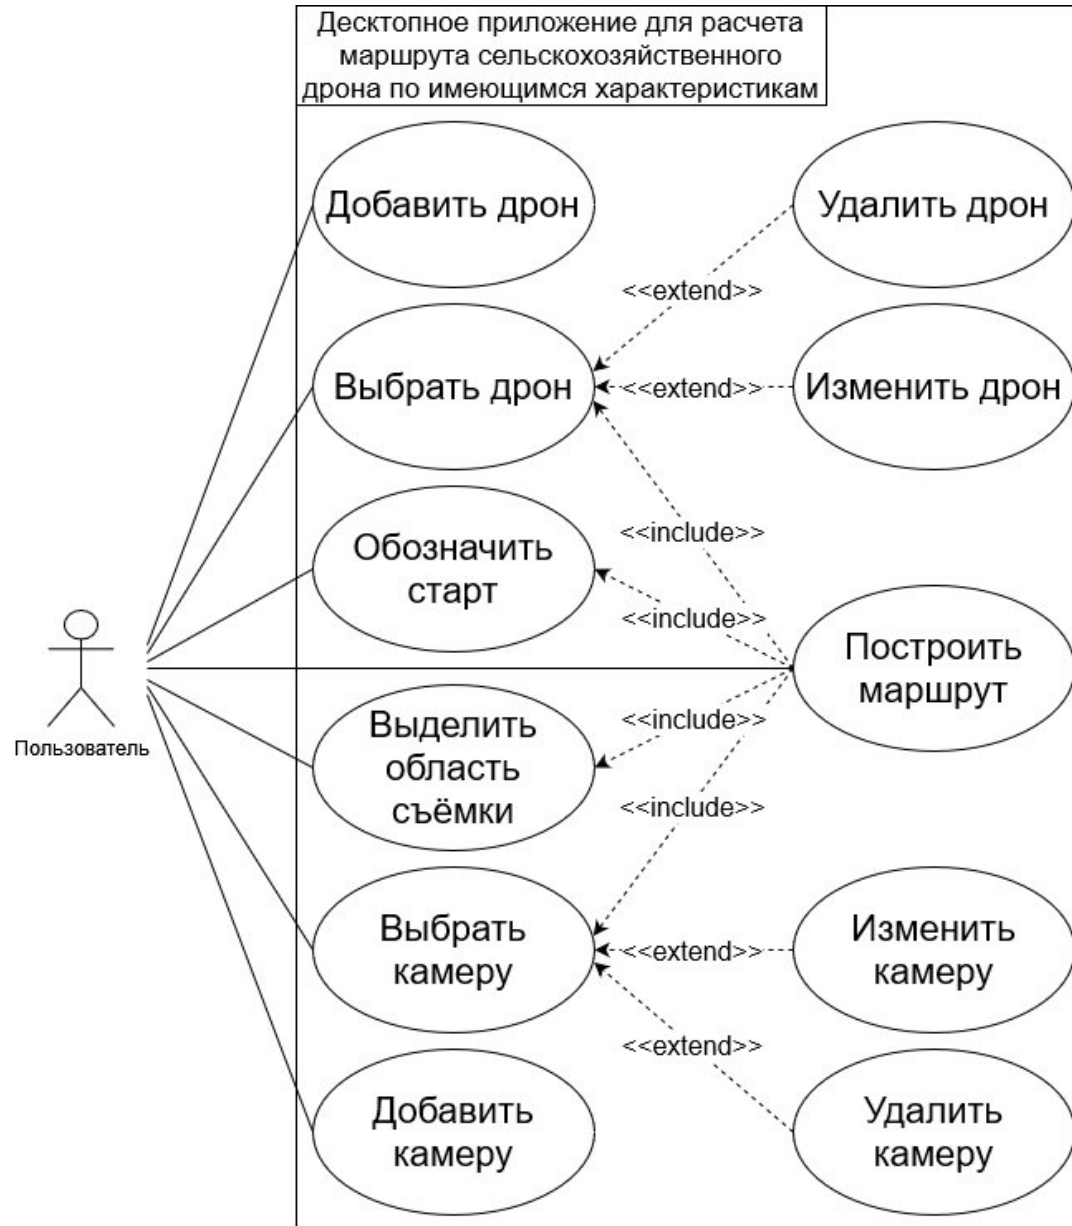 Десктопное приложение для расчета
маршрута сельскохозяйственного
дрона по имеющимся характеристикам
Добавить дрон
Удалить дрон
<<extend>>
Выбрать дрон
<<extend>>
Изменить дрон
<<include>>
Обозначить
старт
<<include>>
Построить
маршрут
Пользователь
Выделить
область
съёмки
<<include>>
<<include>>
Выбрать
камеру
<<extend>>
Изменить
камеру
<<extend>>
Добавить
камеру
Удалить
камеру